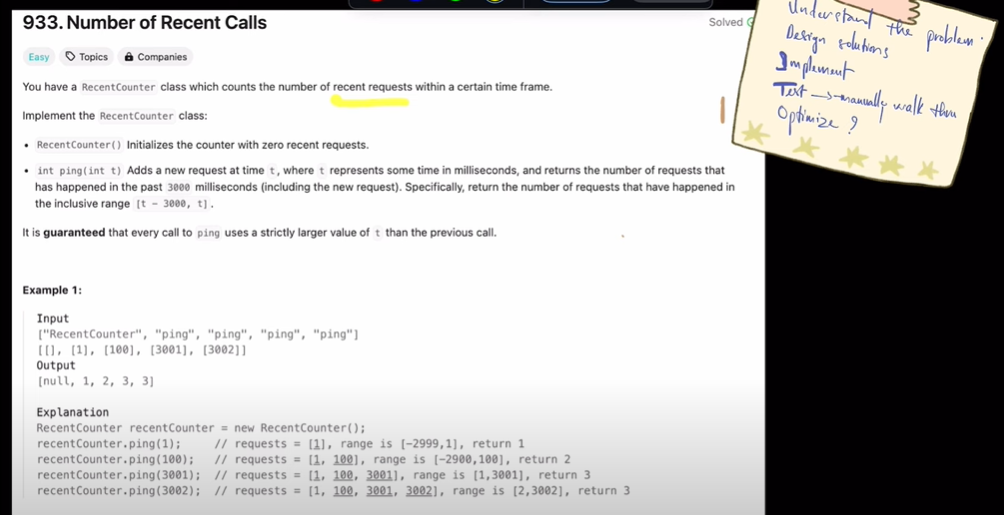 933. Number of Recent Calls
Solved
Easy Topics Companies
You have a RecentCounter class which counts the number of recent requests within a certain time frame.
Implement the RecentCounter class:
• RecentCounter() Initializes the counter with zero recent requests.
• int ping(int t) Adds a new request at time t, where t represents some time in milliseconds, and returns the number of requests that
has happened in the past 3000 milliseconds (including the new request). Specifically, return the number of requests that have happened in
the inclusive range [t - 3000, t].
It is guaranteed that every call to ping uses a strictly larger value of t than the previous call.
Example 1:
Input
["RecentCounter", "ping", "ping", "ping", "ping"]
[[], [1], [100], [3001], [3002]]
Output
[null, 1, 2, 3, 3]
Explanation
RecentCounter recentCounter = new RecentCounter();
recentCounter.ping(1); // requests = [1], range is [-2999,1], return 1
recentCounter.ping(100); // requests = [1, 100], range is [-2900,100], return 2
recentCounter.ping(3001); // requests = [1, 100, 3001], range is [1,3001], return 3
recentCounter.ping(3002); // requests = [1, 100, 3001, 3002], range is [2,3002], return 3
Understand the problem.
Design solutions
Implement
Test → manually walk thru
Optimize ?